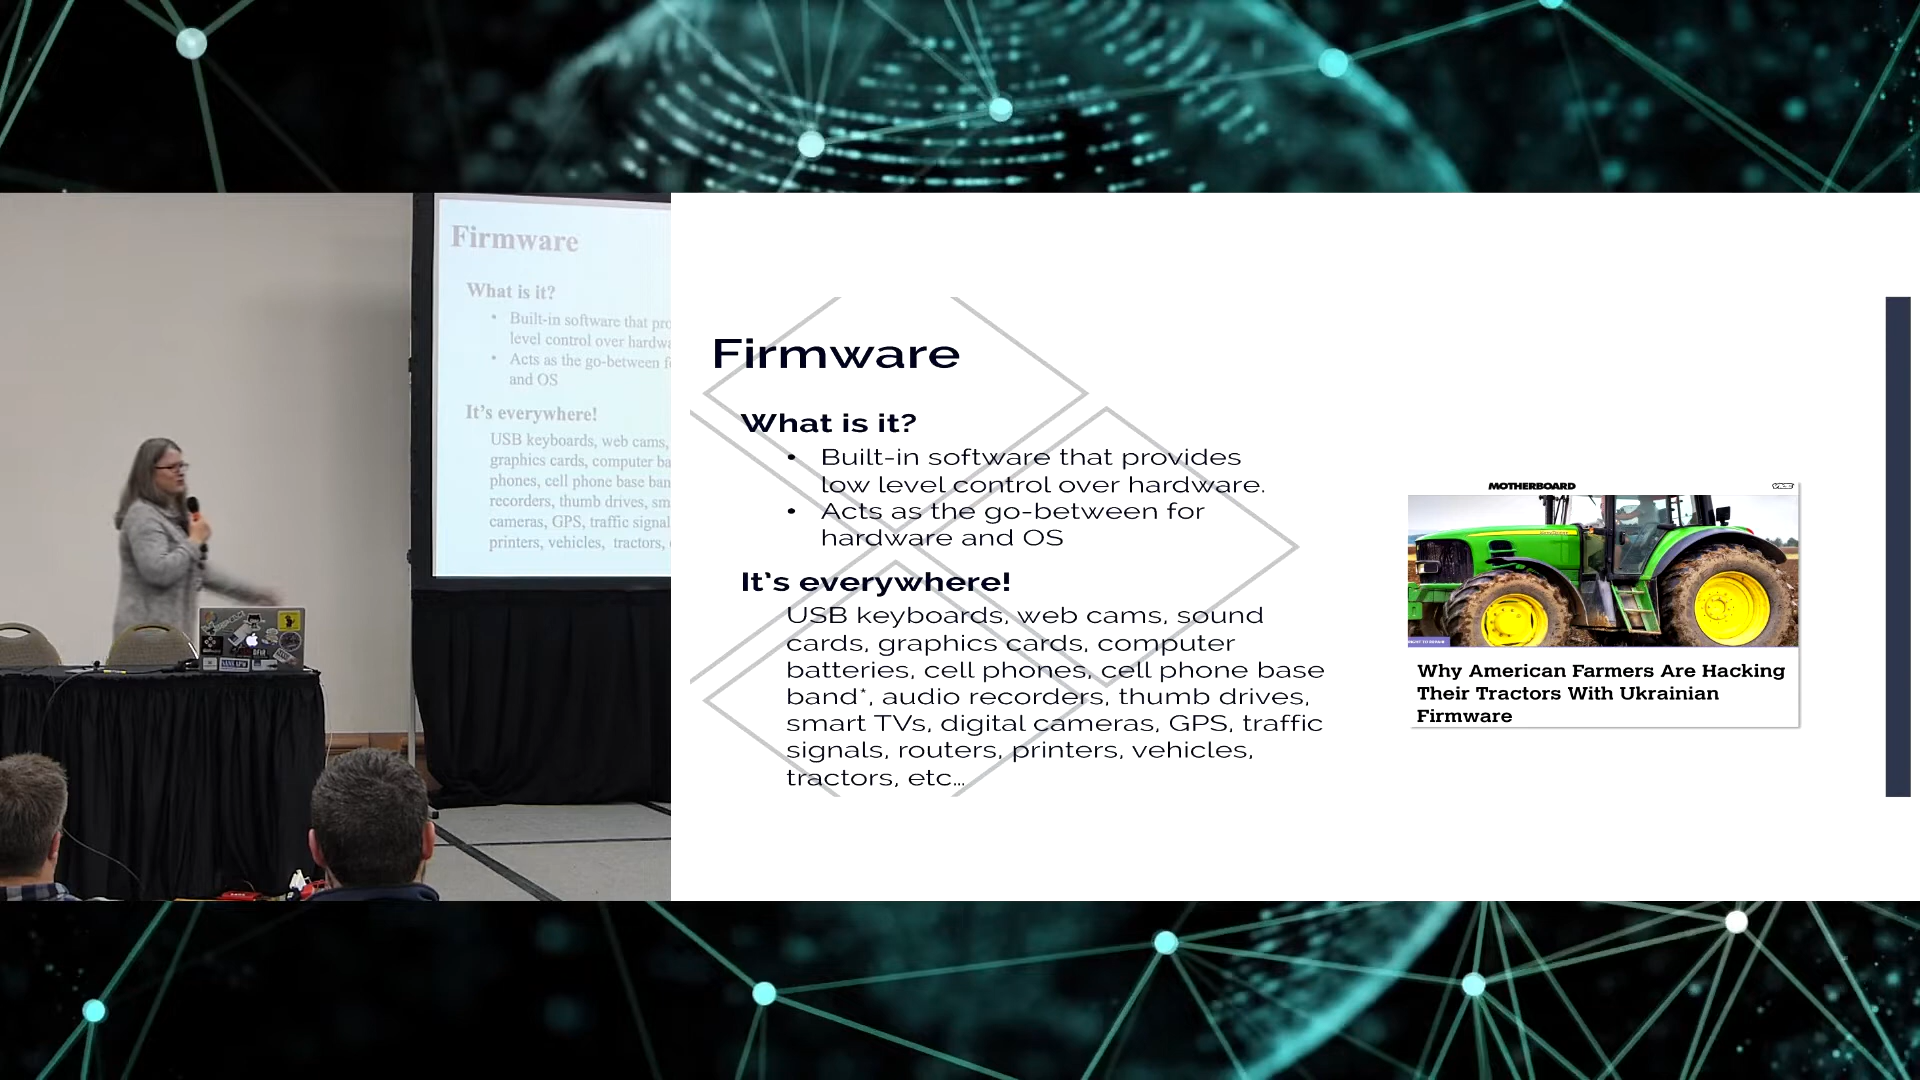 Firmware
What is it?
• Built-in software that pro
level control over hardwa
• Acts as the go-between f
and OS
It's everywhere!
USB keyboards, web cams,
graphics cards, computer ba
phones, cell phone base ban
recorders, thumb drives, sm
cameras, GPS, traffic signal
printers, vehicles, tractors,
Firmware
What is it?
• Built-in software that provides
low level control over hardware.
• Acts as the go-between for
hardware and OS
It's everywhere!
USB keyboards, web cams, sound
cards, graphics cards, computer
batteries, cell phones, cell phone base
band*, audio recorders, thumb drives,
smart TVs, digital cameras, GPS, traffic
signals, routers, printers, vehicles,
tractors, etc...
MOTHERBOARD
VICE
Why American Farmers Are Hacking
Their Tractors With Ukrainian
Firmware